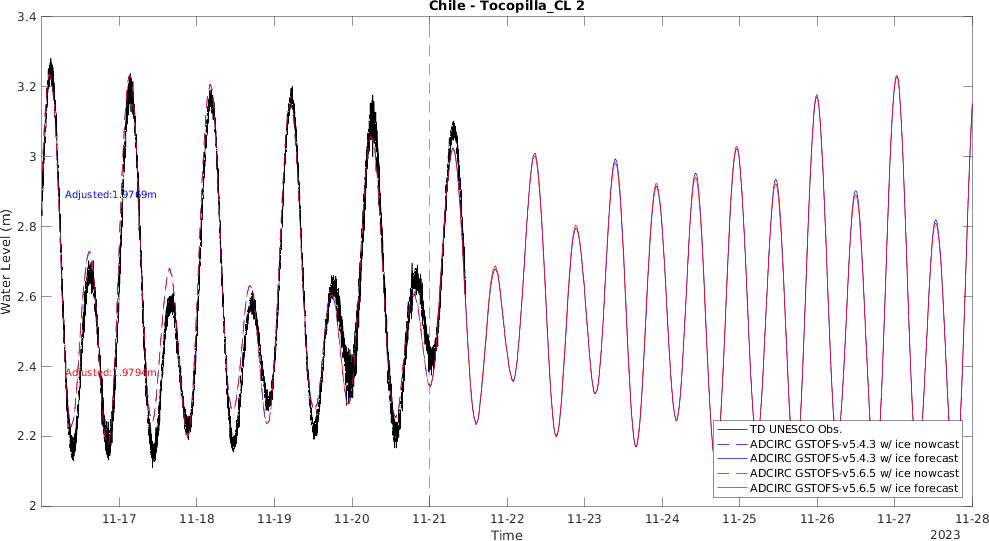 Chile - Tocopilla_CL 2
Water Level (m)
3.4
3.2
3
2.8
2.6
2.4
2.2
2
Adjusted:1.9769m
Adjusted:1.9794m
TD UNESCO Obs.
ADCIRC GSTOFS-v5.4.3 w/ ice nowcast
ADCIRC GSTOFS-v5.4.3 w/ ice forecast
ADCIRC GSTOFS-v5.6.5 w/ ice nowcast
ADCIRC GSTOFS-v5.6.5 w/ ice forecast
11-17 11-18 11-19 11-20 11-21 11-22 11-23 11-24 11-25 11-26 11-27 11-28
Time
2023